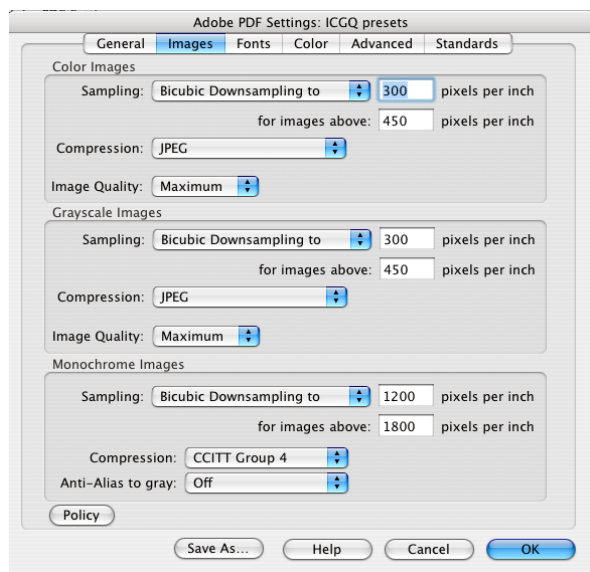 Adobe PDF Settings: ICGQ presets
General Images Fonts Color Advanced Standards
Color Images
Sampling: Bicubic Downsampling to 300 pixels per inch
for images above: 450
Compression: JPEG
Image Quality: Maximum
Grayscale Images
Sampling: Bicubic Downsampling to 300 pixels per inch
for images above: 450 pixels per inch
Compression: JPEG
Image Quality: Maximum
Monochrome Images
Sampling: Bicubic Downsampling to 1200 pixels per inch
for images above: 1800 pixels per inch
Compression: CCITT Group 4
Anti-Alias to gray: Off
Policy
Save As... Help Cancel OK